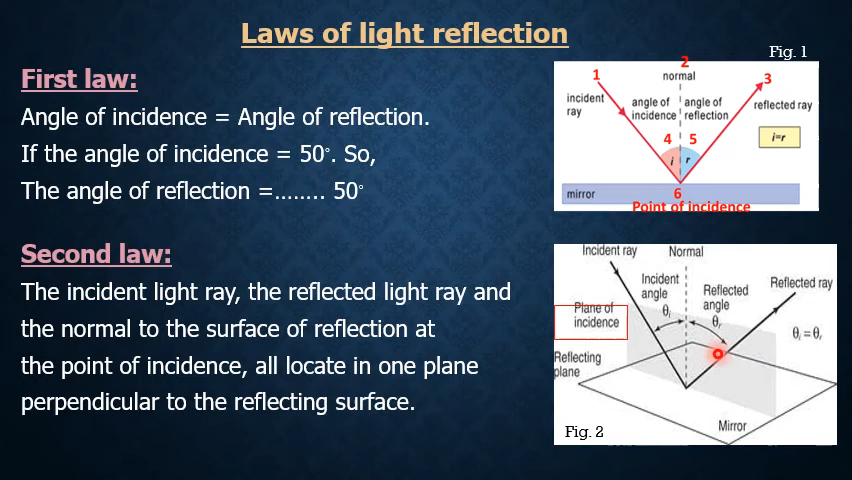 Laws of light reflection
First law:
Angle of incidence = Angle of reflection.
If the angle of incidence = 50°. So,
The angle of reflection =........ 50°
Second law:
The incident light ray, the reflected light ray and
the normal to the surface of reflection at
the point of incidence, all locate in one plane
perpendicular to the reflecting surface.
Fig. 1
1
2
3
normal
incident
ray
angle of
incidence
angle of
reflection
reflected ray
4
5
i=r
i
r
mirror
6
Point of incidence
Incident ray
Normal
Incident
angle
Reflected
angle
Reflected ray
Plane of
incidence
θi
θr
θi = θr
Reflecting
plane
Mirror
Fig. 2